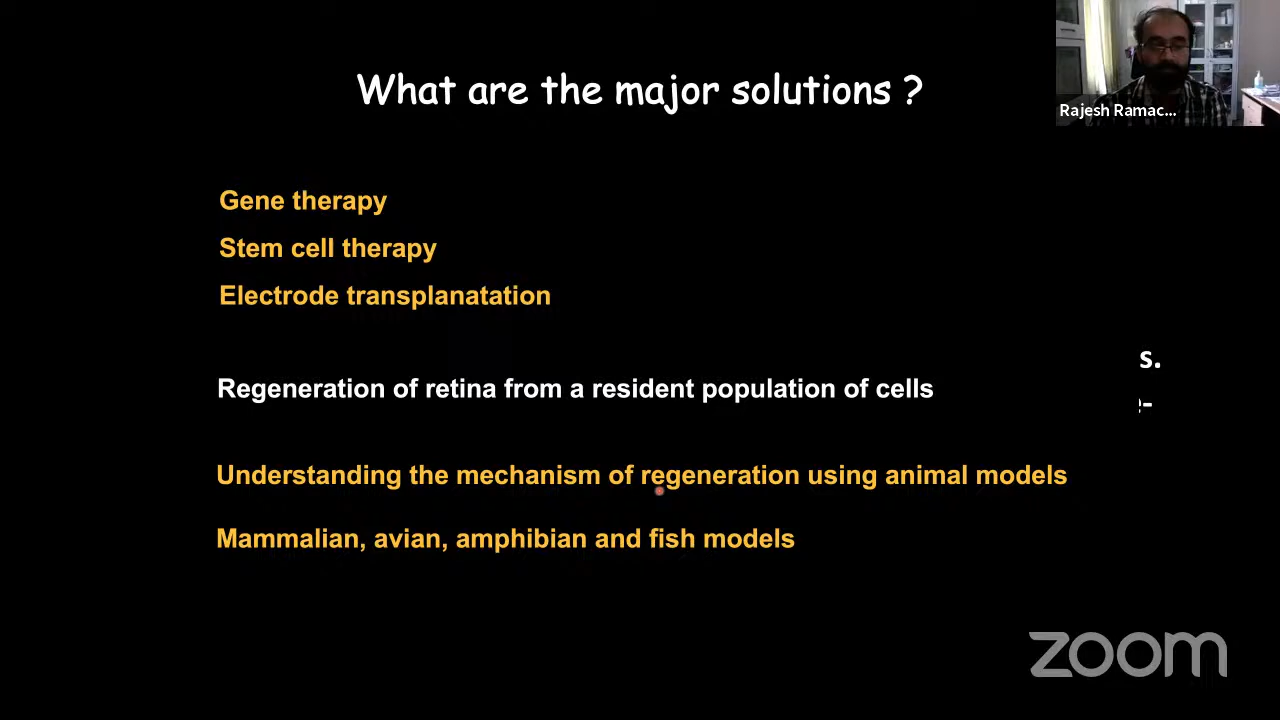 What are the major solutions ?
Rajesh Ramac...
Gene therapy
Stem cell therapy
Electrode transplanatation
s.
Regeneration of retina from a resident population of cells
-
Understanding the mechanism of regeneration using animal models
Mammalian, avian, amphibian and fish models
zoom